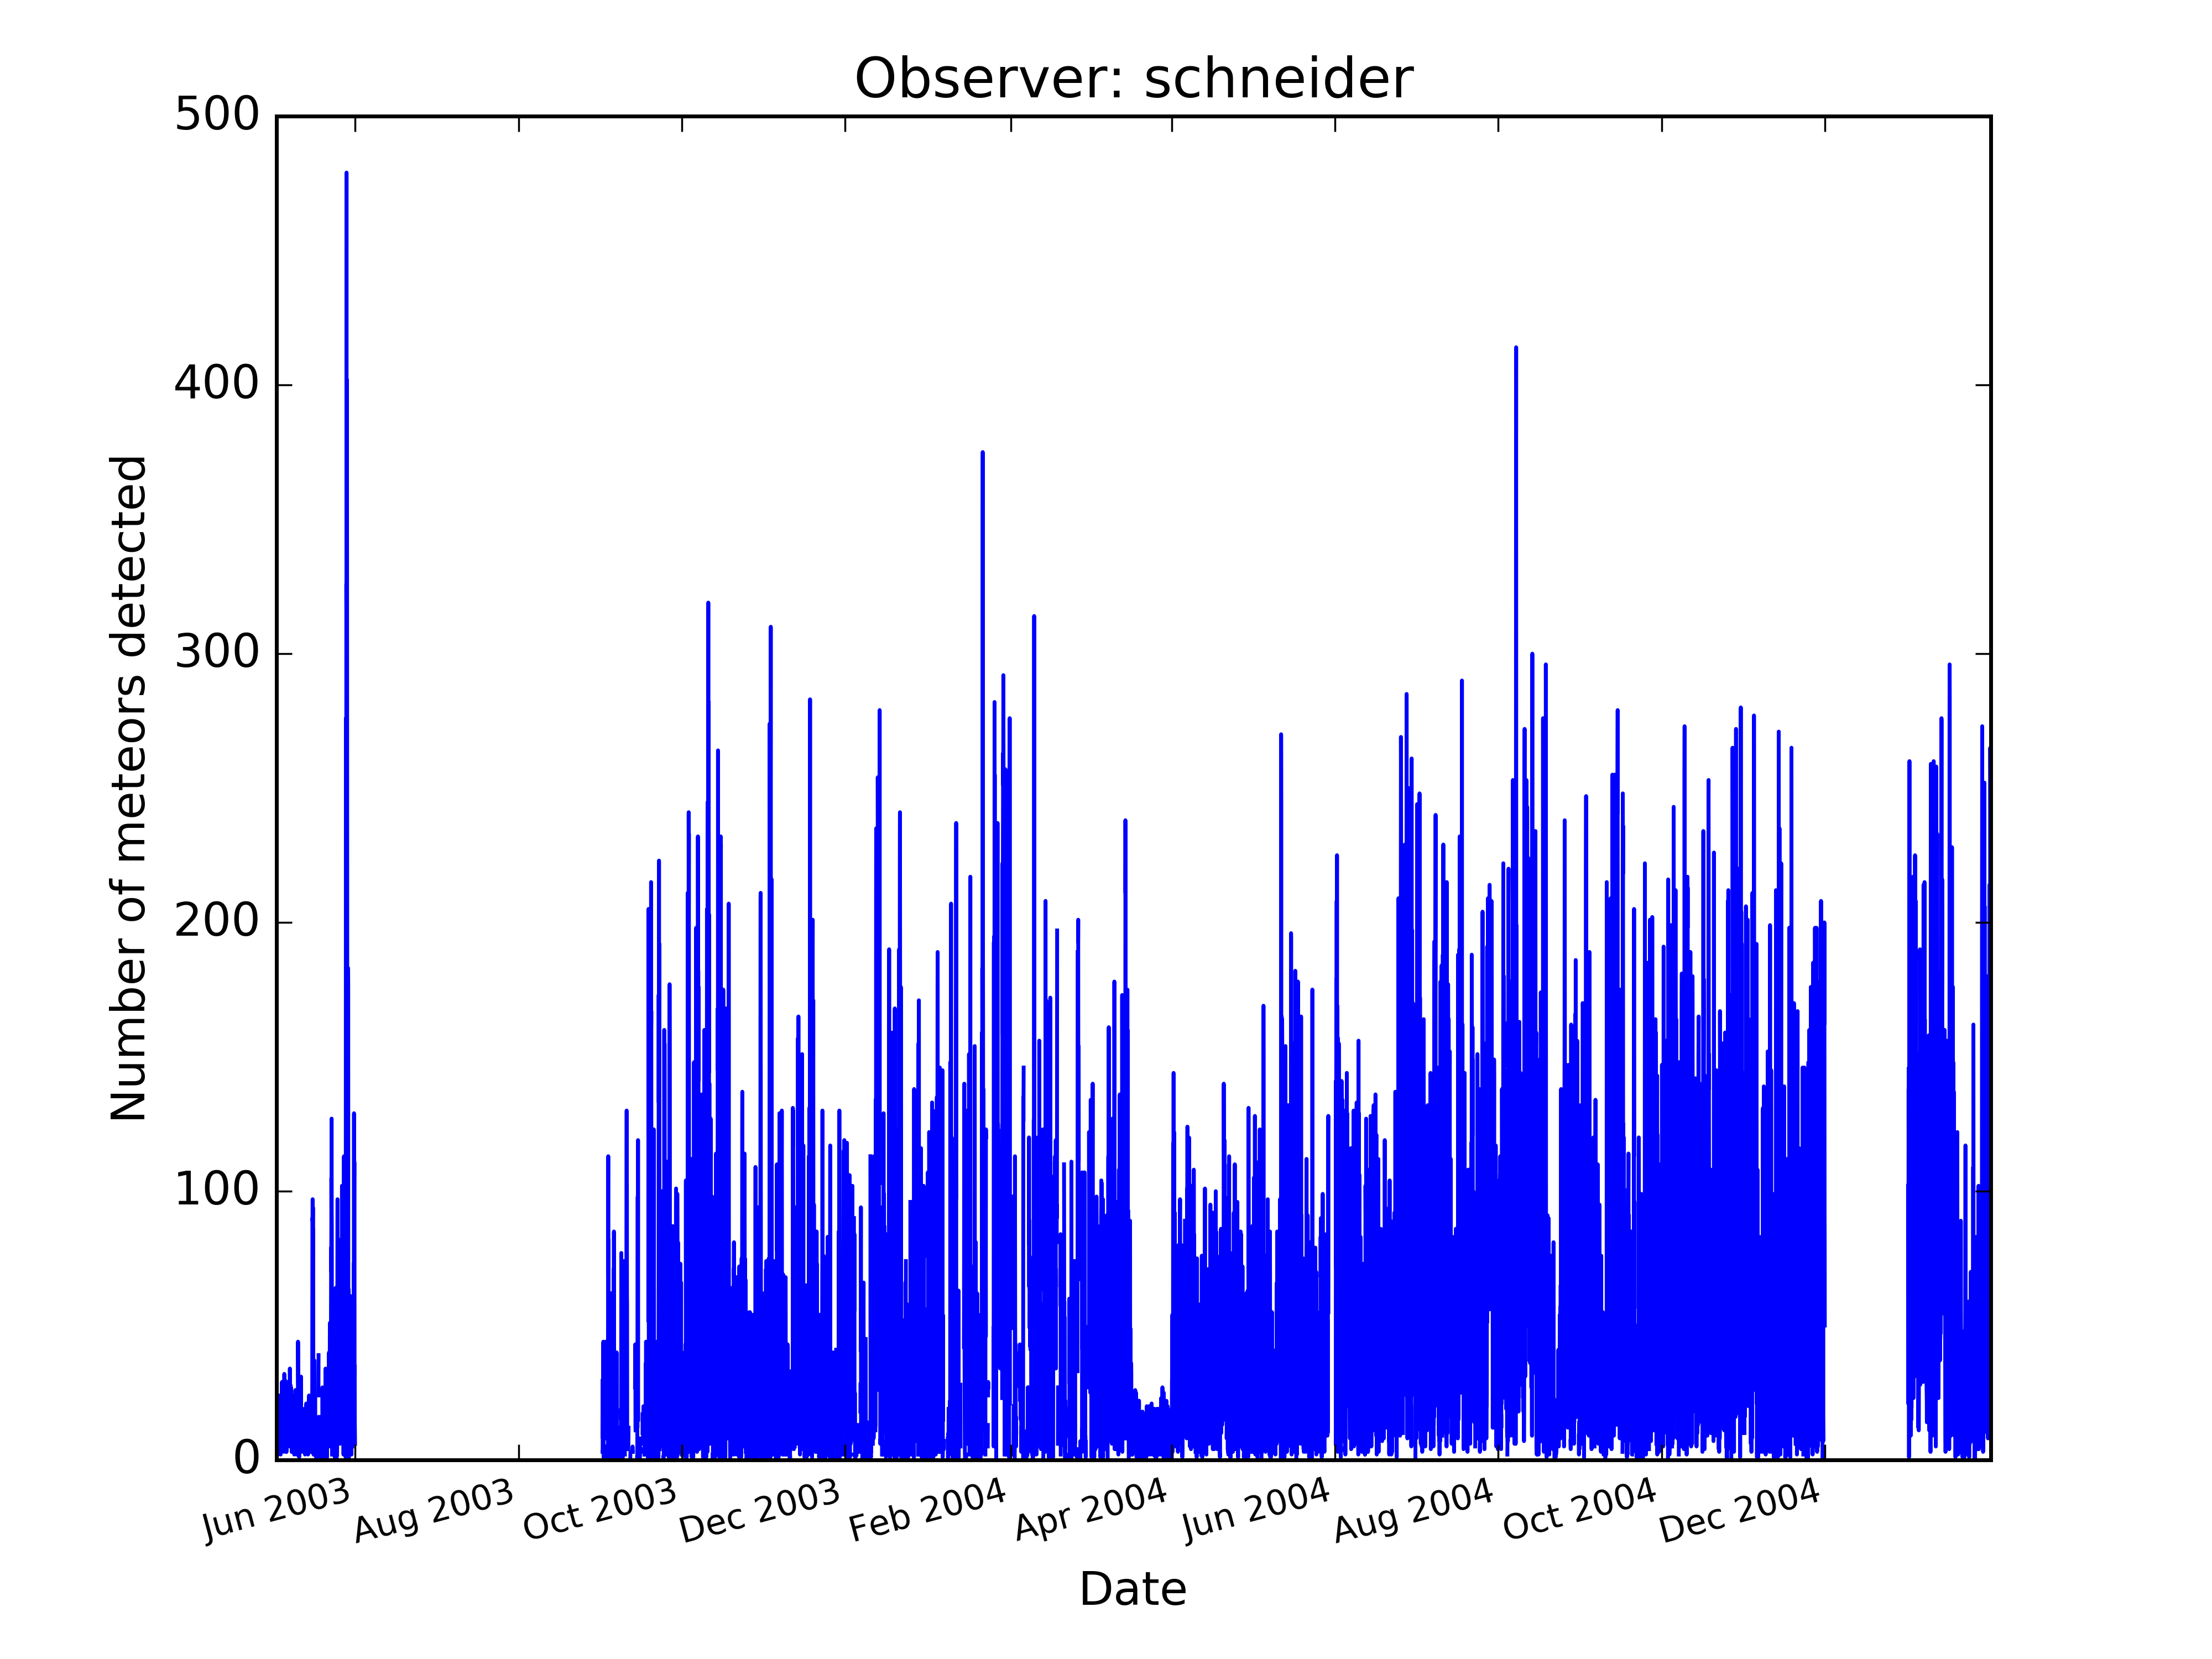 Observer: schneider
500
400
300
200
100
0
Number of meteors detected
Jun 2003
Aug 2003
Oct 2003
Dec 2003
Feb 2004
Apr 2004
Jun 2004
Aug 2004
Oct 2004
Dec 2004
Date